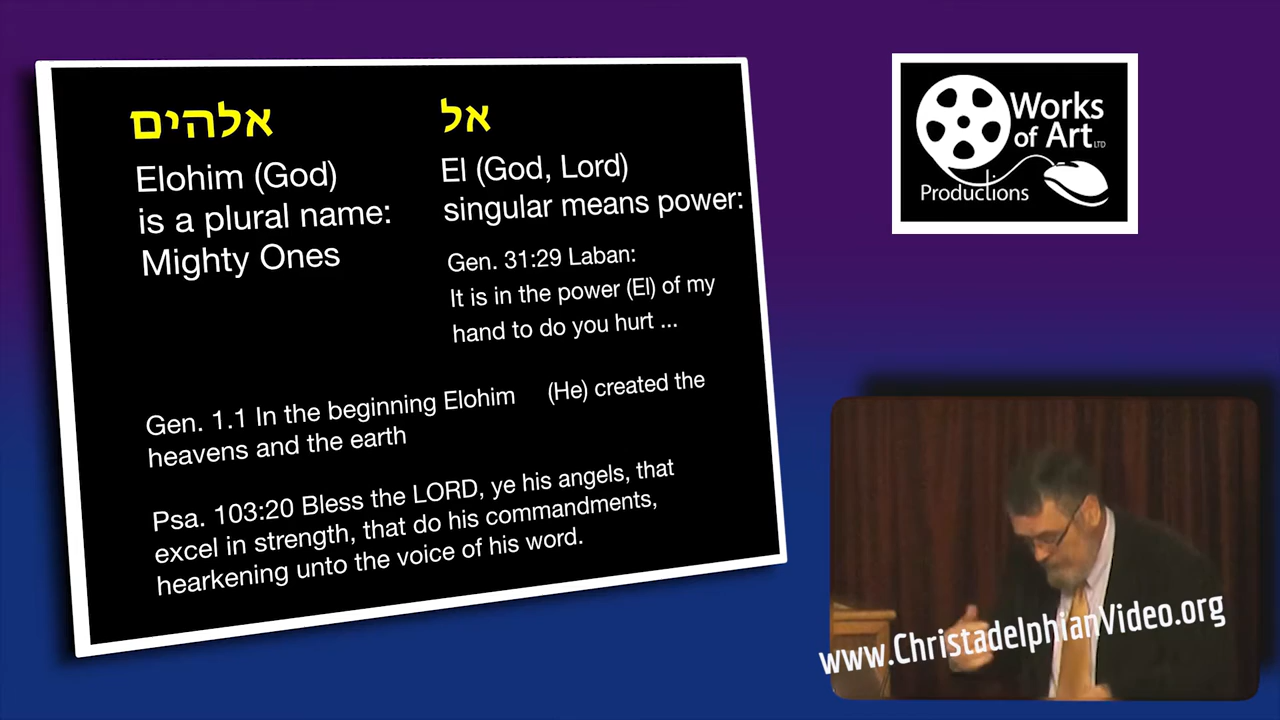 אלהים
Elohim (God)
is a plural name:
Mighty Ones
אל
El (God, Lord)
singular means power:
Gen. 31:29 Laban:
It is in the power (El) of my
hand to do you hurt ...
Gen. 1.1 In the beginning Elohim (He) created the
heavens and the earth
Psa. 103:20 Bless the LORD, ye his angels, that
excel in strength, that do his commandments,
hearkening unto the voice of his word.
Works
of Art LTD
Productions
www.ChristadelphianVideo.org